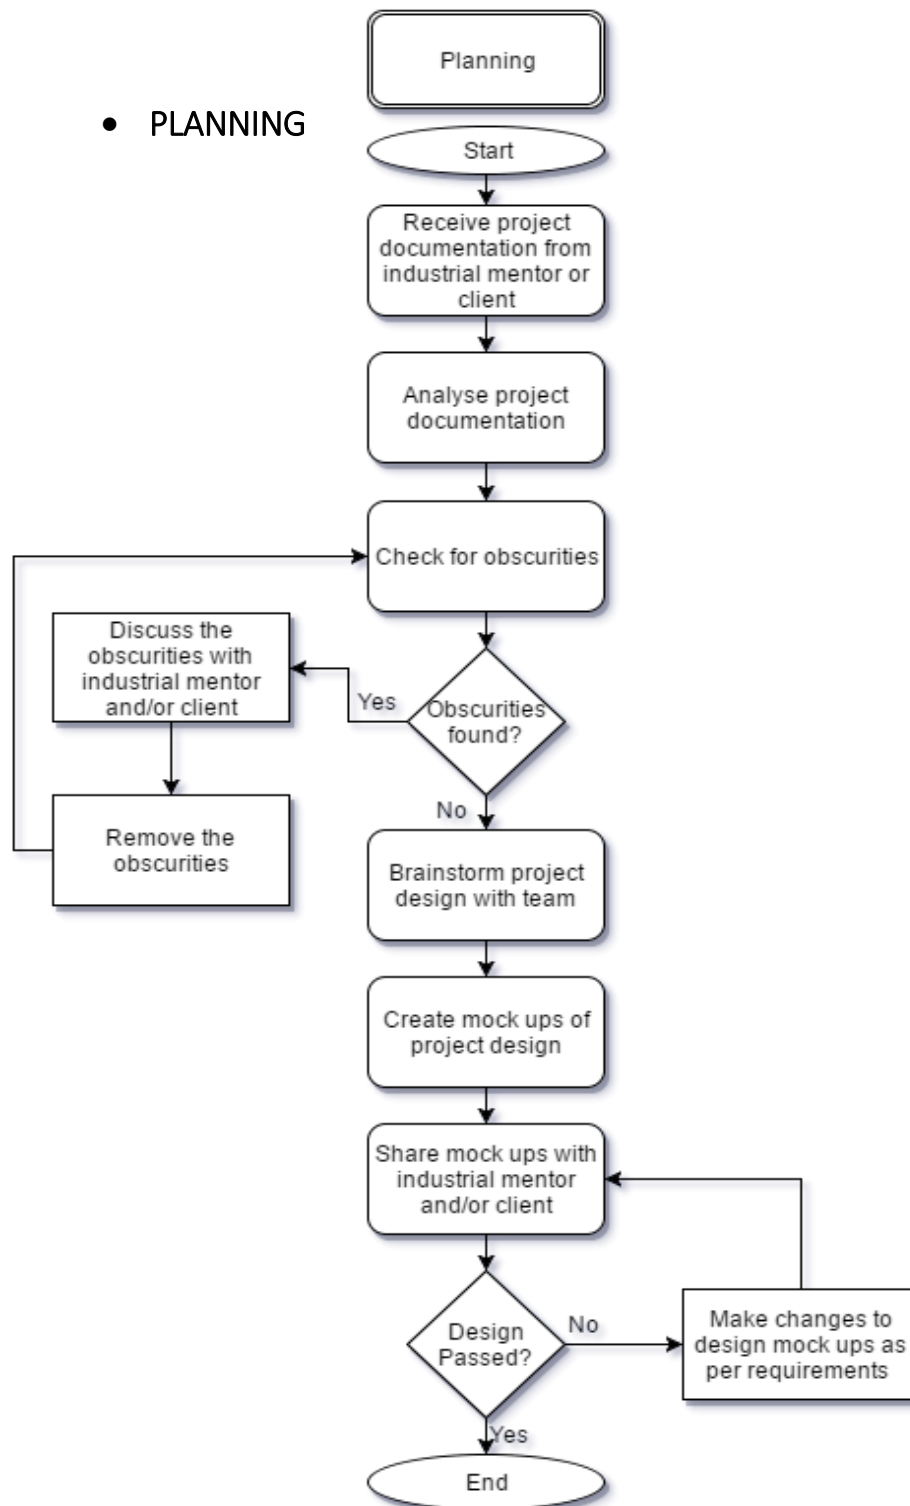 Planning
• PLANNING
Start
Receive project
documentation from
industrial mentor or
client
Analyse project
documentation
Check for obscurities
Discuss the
obscurities with
industrial mentor
and/or client
Yes
Obscurities
found?
No
Remove the
obscurities
Brainstorm project
design with team
Create mock ups of
project design
Share mock ups with
industrial mentor
and/or client
Design
Passed?
No
Make changes to
design mock ups as
per requirements
Yes
End